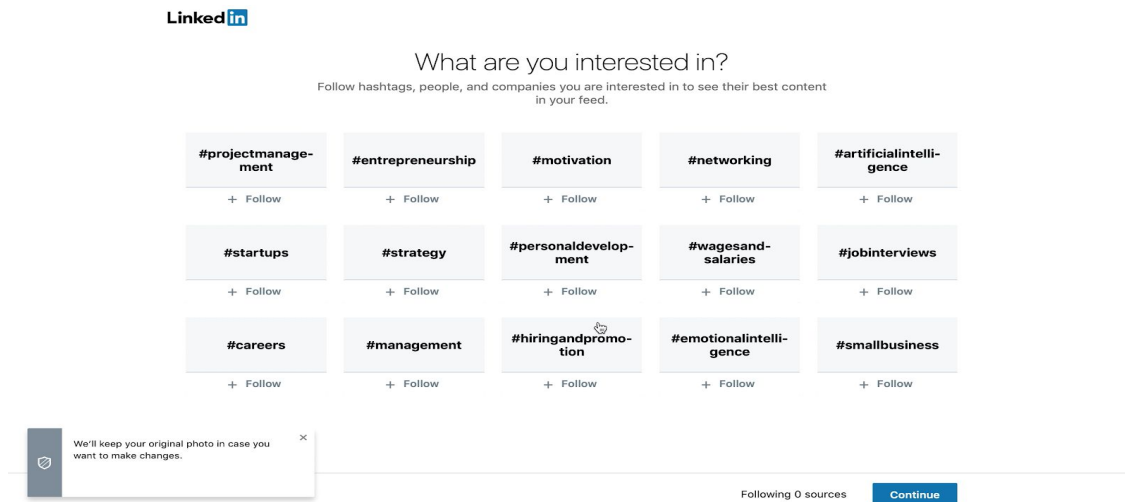 Linked in
What are you interested in?
Follow hashtags, people, and companies you are interested in to see their best content
in your feed.
#projectmanage-
ment
#entrepreneurship
#motivation
#networking
#artificialintelli-
gence
+ Follow
+ Follow
+ Follow
+ Follow
+ Follow
#startups
#strategy
#personaldevelop-
ment
#wagesand-
salaries
#jobinterviews
+ Follow
+ Follow
+ Follow
+ Follow
+ Follow
#careers
#management
#hiringandpromo-
tion
#emotionalintelli-
gence
#smallbusiness
+ Follow
+ Follow
+ Follow
+ Follow
+ Follow
We'll keep your original photo in case you
want to make changes.
Following 0 sources
Continue